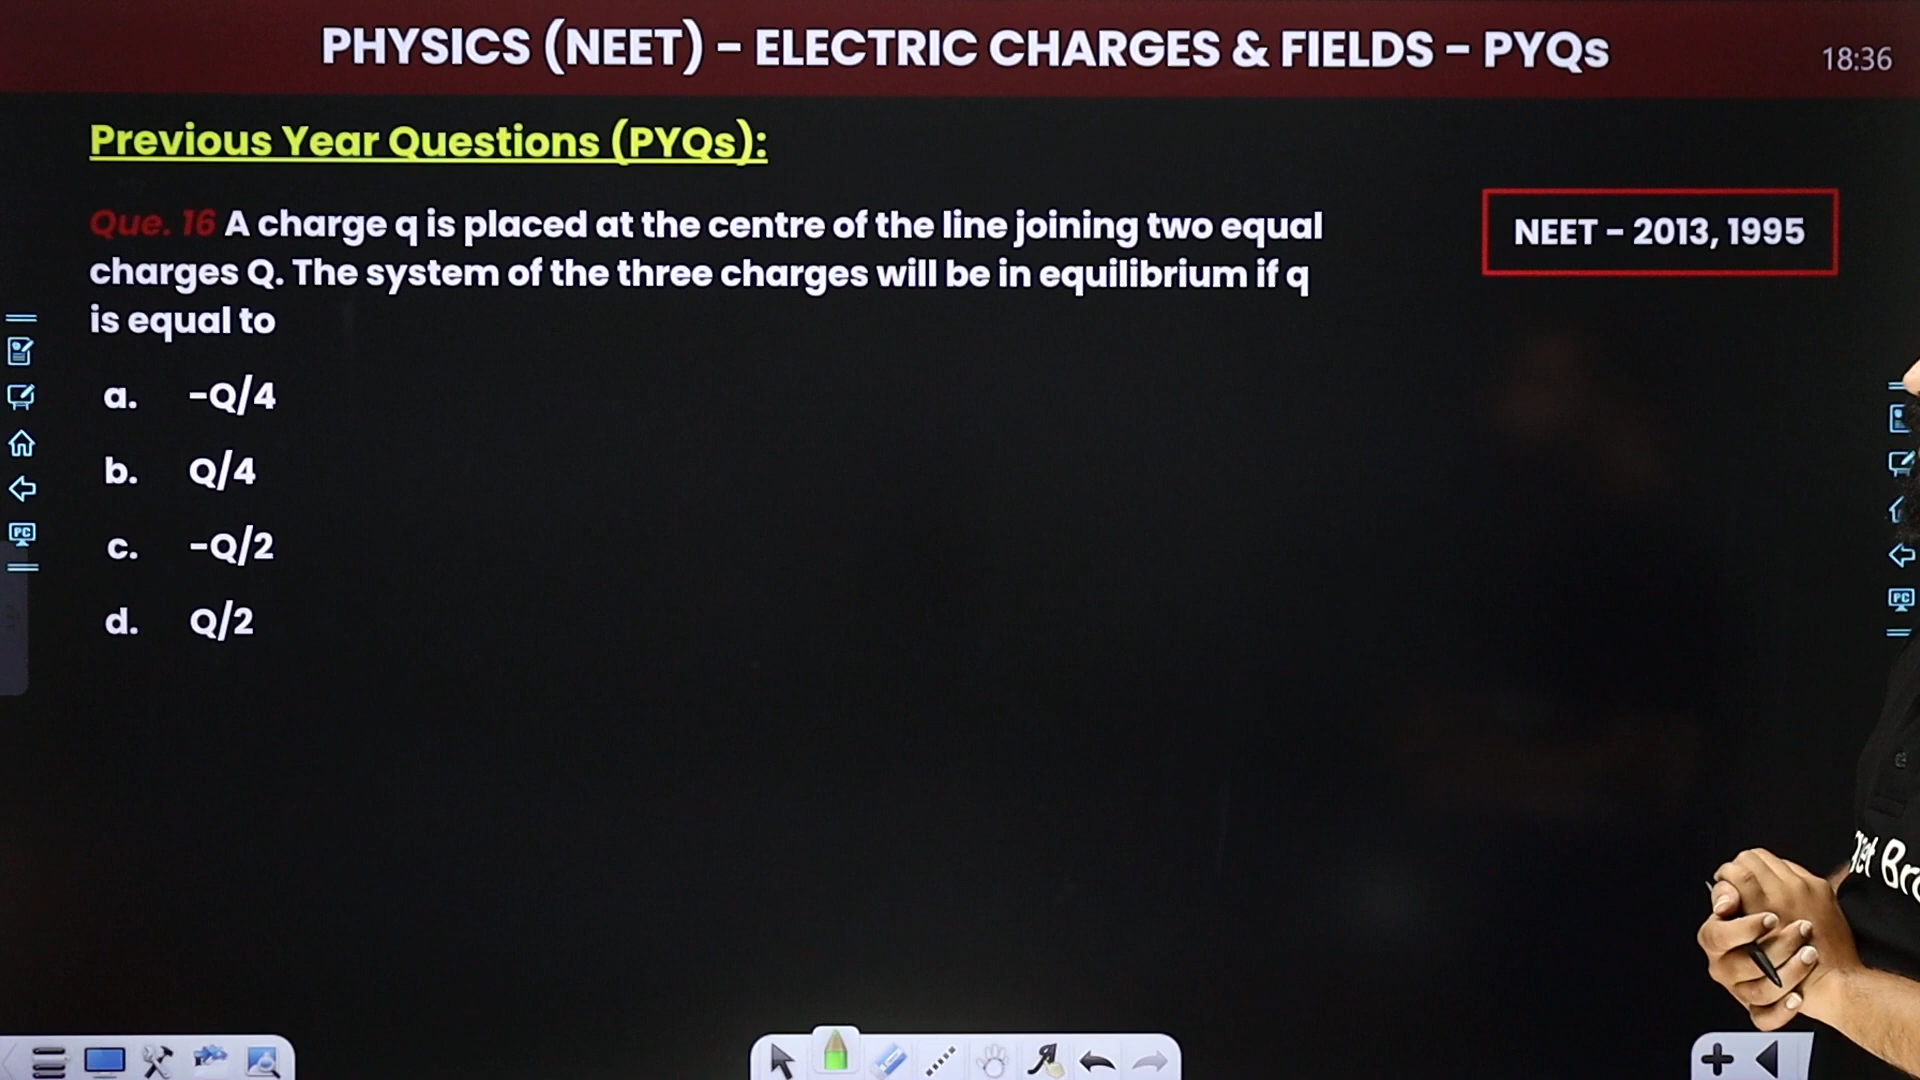 PHYSICS (NEET) – ELECTRIC CHARGES & FIELDS – PYQs
18:36
Previous Year Questions (PYQs):
Que. 16 A charge q is placed at the centre of the line joining two equal
charges Q. The system of the three charges will be in equilibrium if q
is equal to
NEET – 2013, 1995
a. –Q/4
b. Q/4
c. –Q/2
d. Q/2
PC
PC